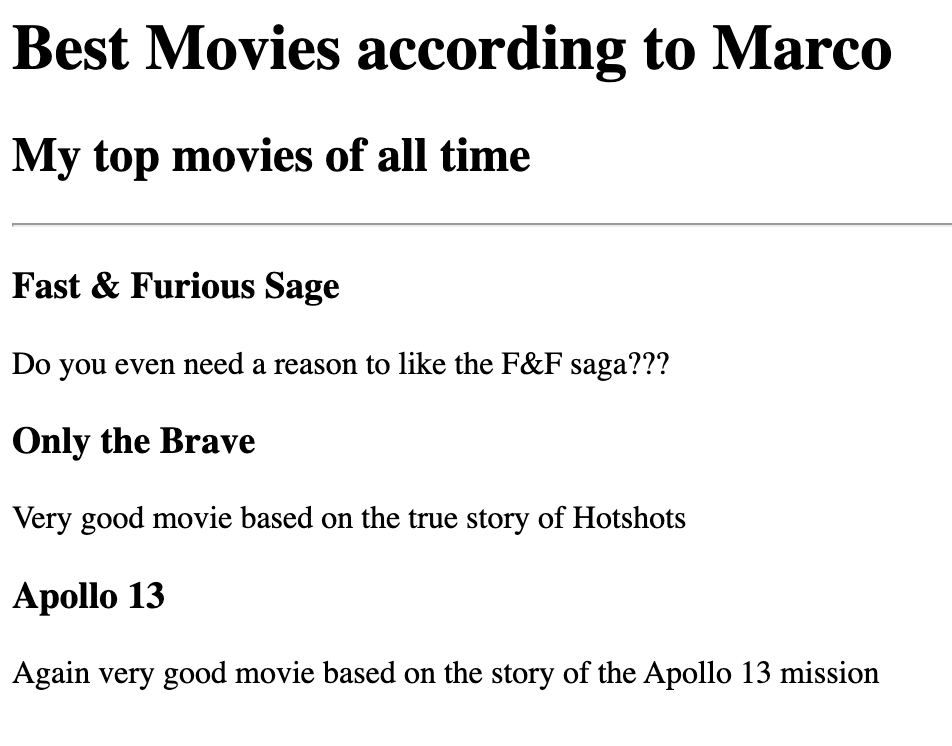 Best Movies according to Marco
My top movies of all time
Fast & Furious Sage
Do you even need a reason to like the F&F saga???
Only the Brave
Very good movie based on the true story of Hotshots
Apollo 13
Again very good movie based on the story of the Apollo 13 mission